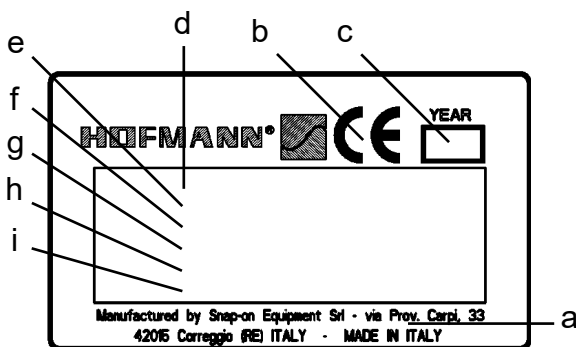 d b c
e
f
g
h
i
YEAR
HOFMANN® CE
Manufactured by Snap-on Equipment Srl - via Prov. Carpi, 33
42015 Correggio (RE) ITALY - MADE IN ITALY
a